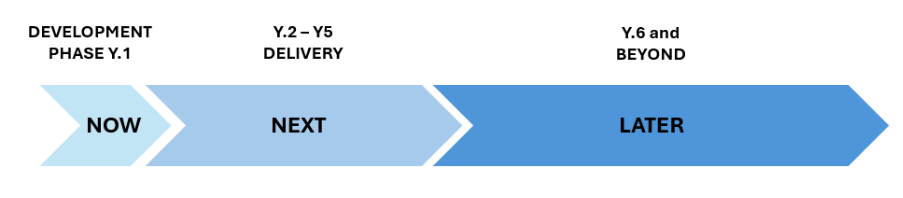 DEVELOPMENT
PHASE Y.1
Y.2 – Y5
DELIVERY
Y.6 and
BEYOND
NOW
NEXT
LATER